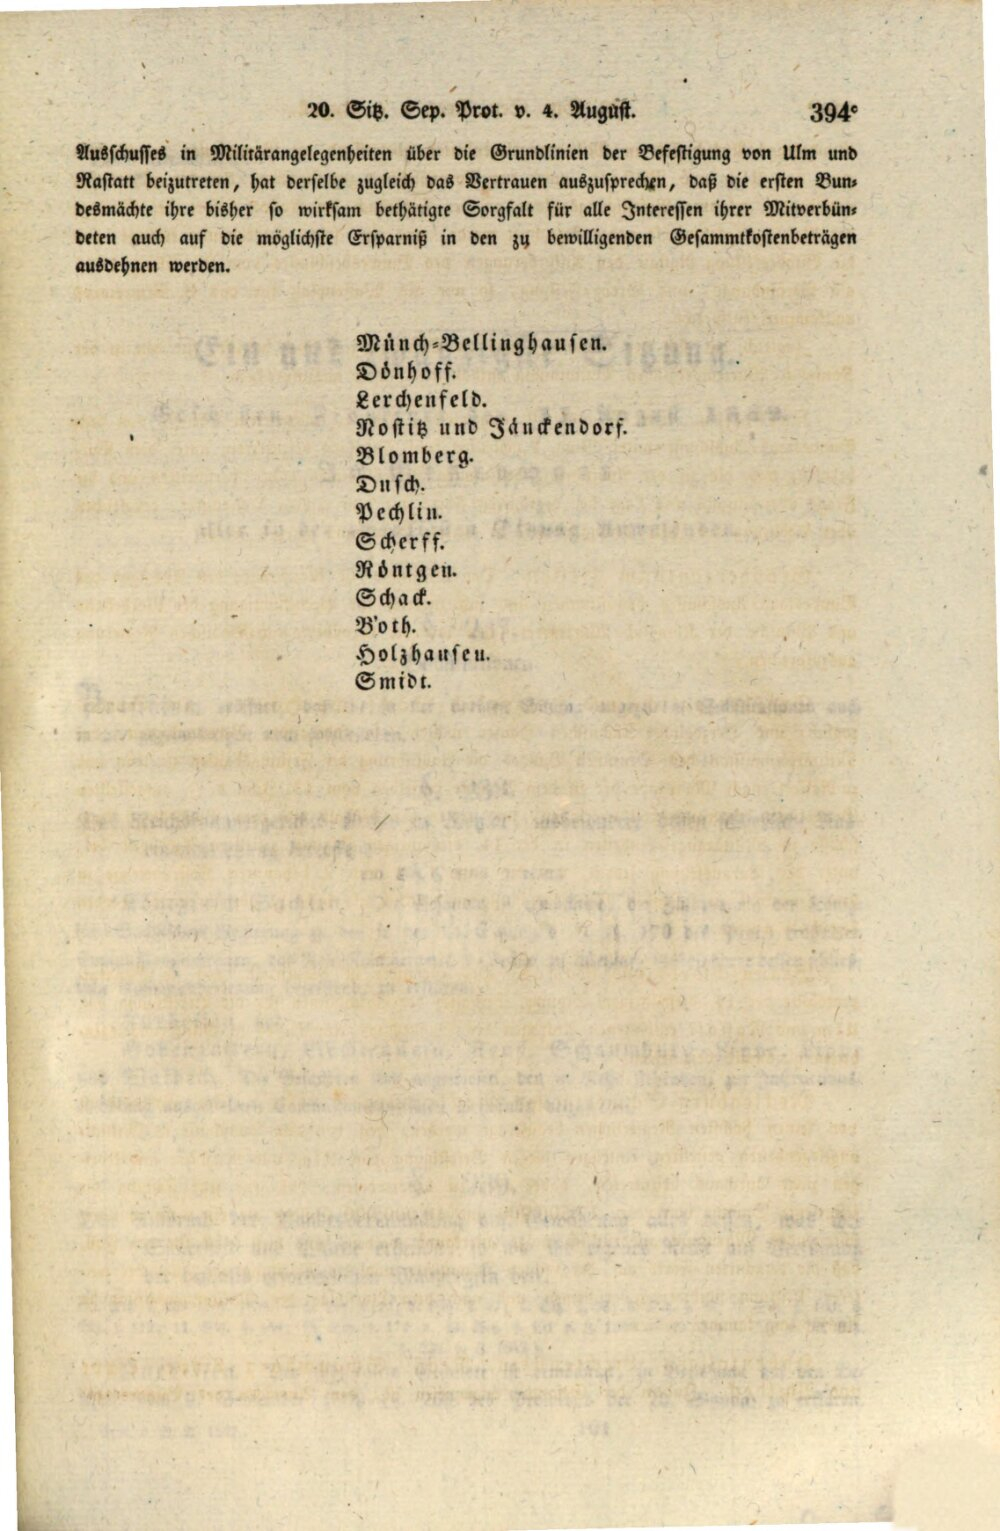 20. Sitz. Sep. Prot. v. 4. August. 394c
Ausschusses in Militärangelegenheiten über die Grundlinien der Befestigung von Ulm und
Rastatt beizutreten, hat derselbe zugleich das Vertrauen auszusprechen, daß die ersten Bun-
desmächte ihre bisher so wirksam bethätigte Sorgfalt für alle Interessen ihrer Mitverbün-
deten auch auf die möglichste Ersparniß in den zu bewilligenden Gesammtkostenbeträgen
ausdehnen werden.
Münch-Bellinghausen.
Dönhoff.
Lerchenfeld.
Nostitz und Jänckendorf.
Blomberg.
Dusch.
Pechlin.
Scherff.
Röntgen.
Schack.
Both.
Holzhausen.
Smidt.